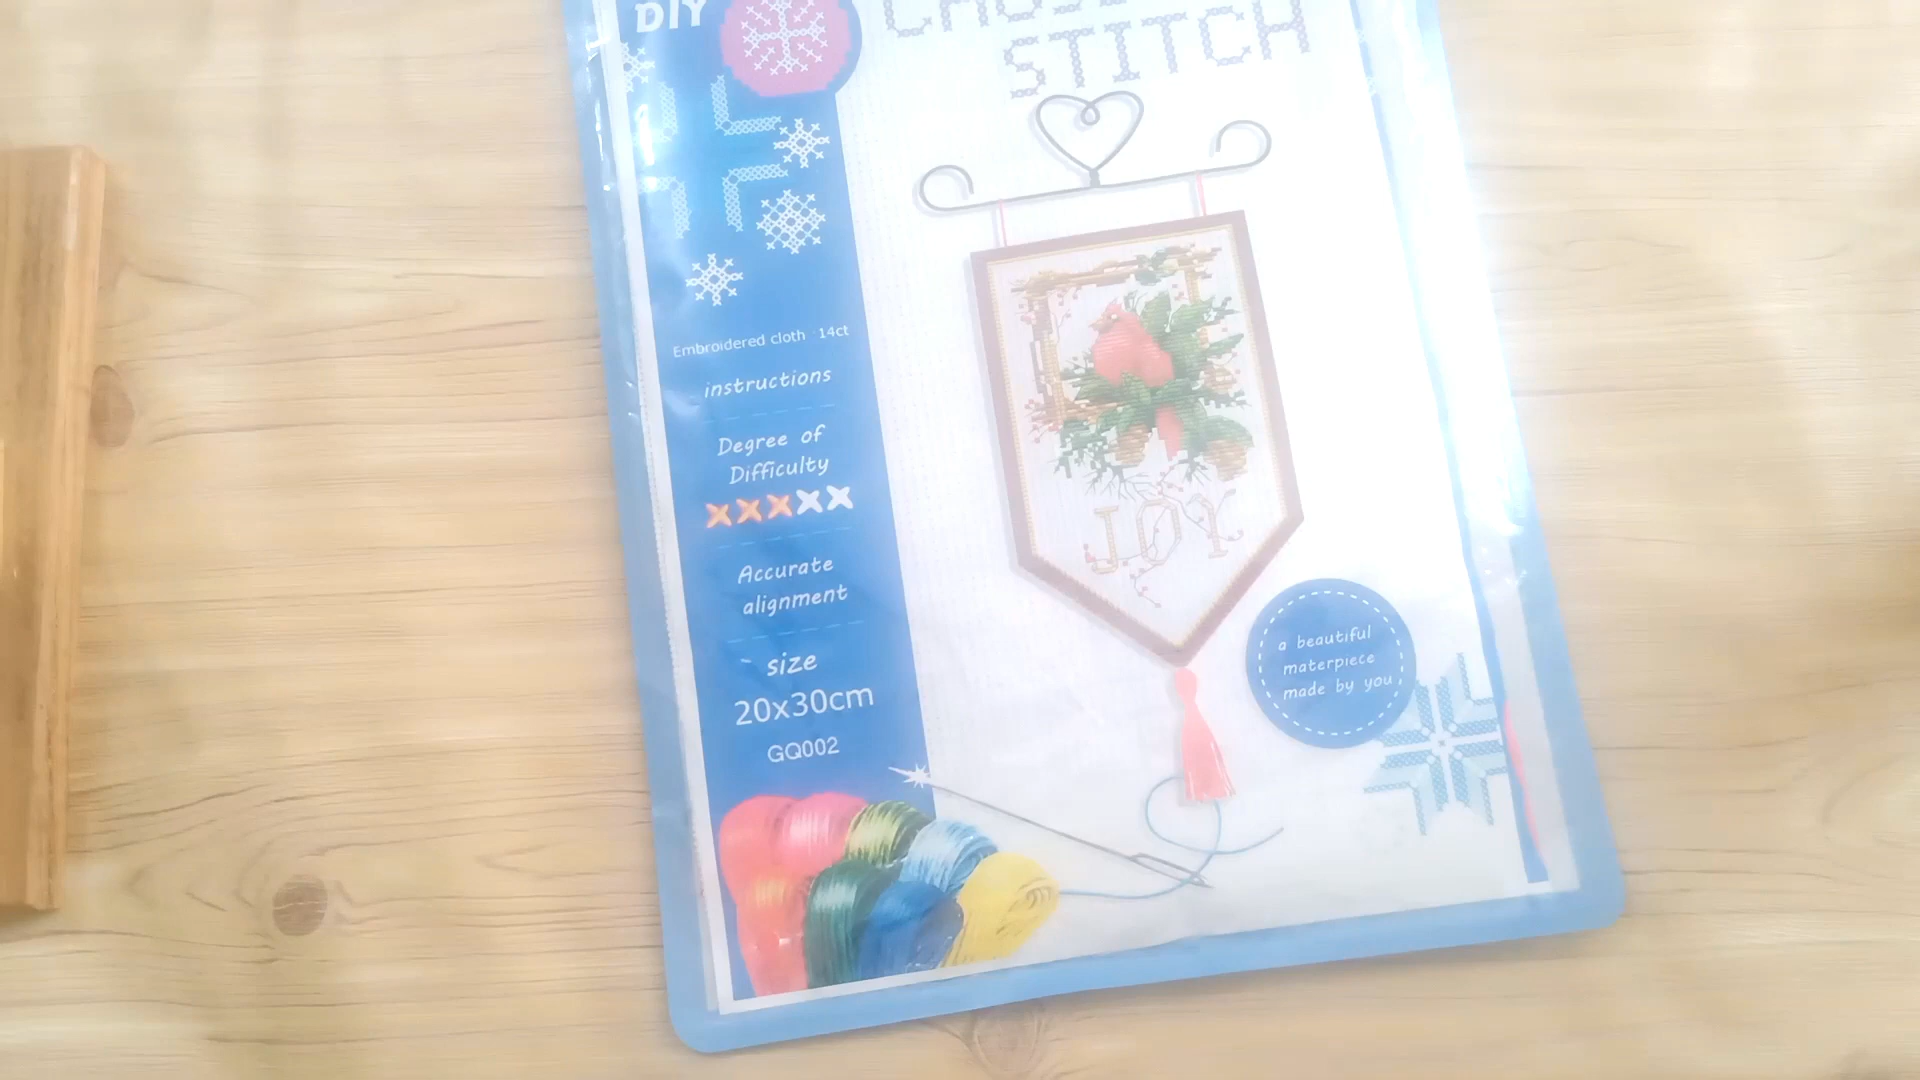 DIY
STITCH
Embroidered cloth 14ct
instructions
Degree of
Difficulty
Accurate
alignment
size
20x30cm
GQ002
JOY
a beautiful
materpiece
made by you